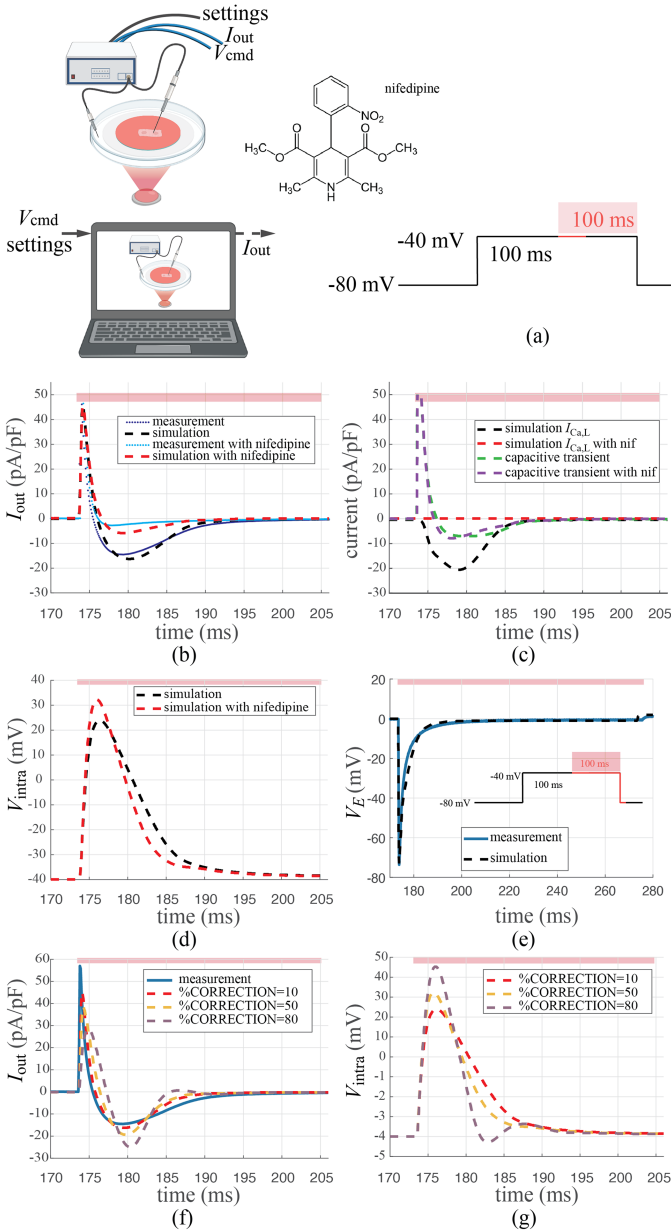 settings
Iout
Vcmd
nifedipine
NO2
O
O
H3C
O
O
CH3
H3C
N
H
CH3
Vcmd
settings
Iout
100 ms
-40 mV
100 ms
-80 mV
(a)
50
40
30
20
10
0
-10
-20
-30
Iout (pA/pF)
measurement
simulation
measurement with nifedipine
simulation with nifedipine
170 175 180 185 190 195 200 205
time (ms)
(b)
50
40
30
20
10
0
-10
-20
-30
current (pA/pF)
simulation ICa,L
simulation ICa,L with nif
capacitive transient
capacitive transient with nif
170 175 180 185 190 195 200 205
time (ms)
(c)
40
30
20
10
0
-10
-20
-30
-40
Vintra (mV)
simulation
simulation with nifedipine
170 175 180 185 190 195 200 205
time (ms)
(d)
20
0
-20
-40
-60
-80
VE (mV)
100 ms
-40 mV
100 ms
-80 mV
measurement
simulation
180 200 220 240 260 280
time (ms)
(e)
60
50
40
30
20
10
0
-10
-20
-30
Iout (pA/pF)
measurement
%CORRECTION=10
%CORRECTION=50
%CORRECTION=80
170 175 180 185 190 195 200 205
time (ms)
(f)
50
40
30
20
10
-0
-1
-2
-3
-4
-5
Vintra (mV)
%CORRECTION=10
%CORRECTION=50
%CORRECTION=80
170 175 180 185 190 195 200 205
time (ms)
(g)